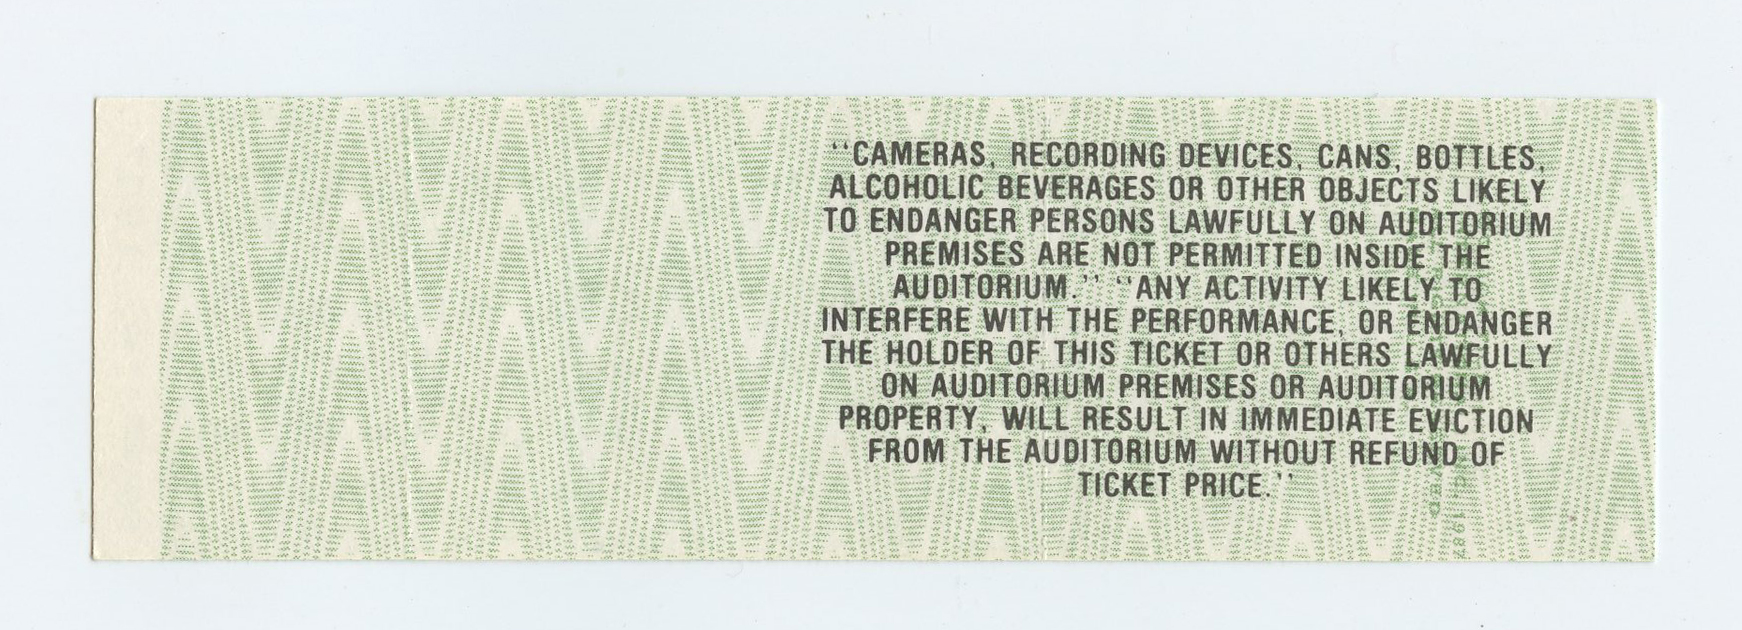 “CAMERAS, RECORDING DEVICES, CANS, BOTTLES,
ALCOHOLIC BEVERAGES OR OTHER OBJECTS LIKELY
TO ENDANGER PERSONS LAWFULLY ON AUDITORIUM
PREMISES ARE NOT PERMITTED INSIDE THE
AUDITORIUM.” “ANY ACTIVITY LIKELY TO
INTERFERE WITH THE PERFORMANCE, OR ENDANGER
THE HOLDER OF THIS TICKET OR OTHERS LAWFULLY
ON AUDITORIUM PREMISES OR AUDITORIUM
PROPERTY, WILL RESULT IN IMMEDIATE EVICTION
FROM THE AUDITORIUM WITHOUT REFUND OF
TICKET PRICE.”